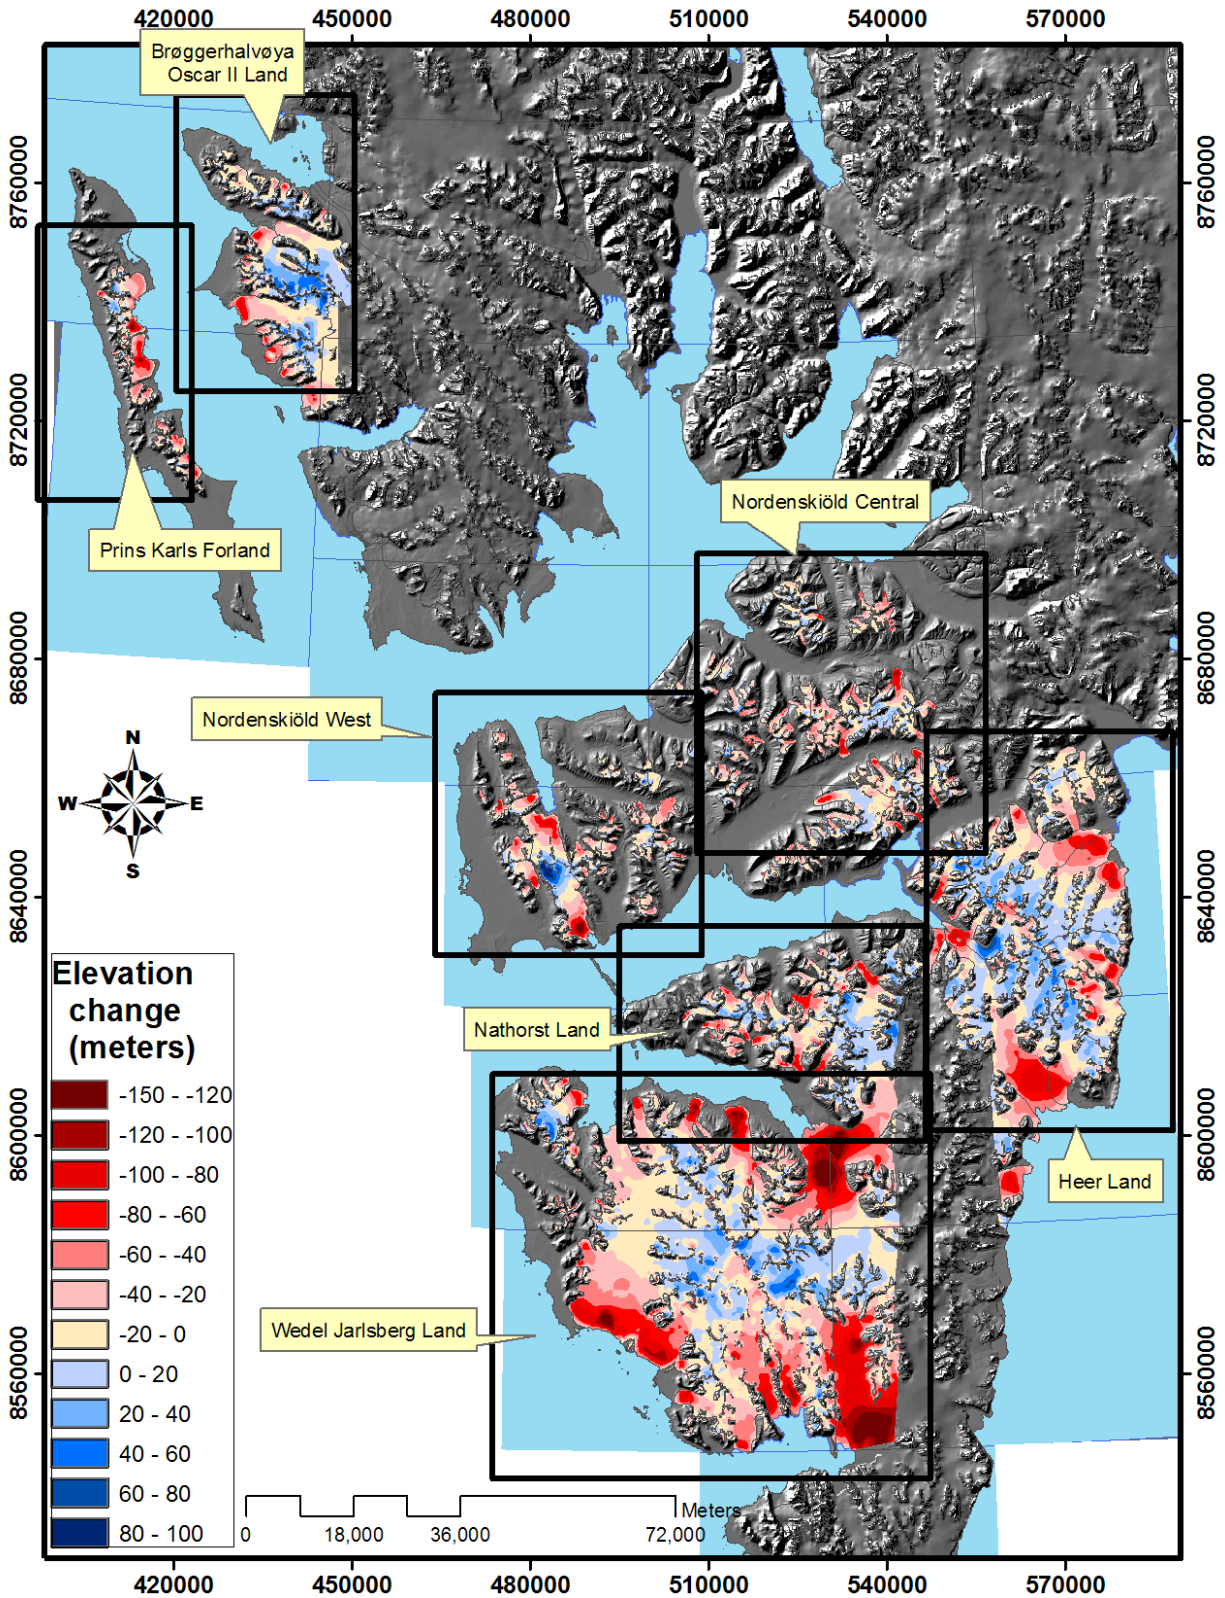 420000 450000 480000 510000 540000 570000
Brøggerhalvøya
Oscar II Land
8760000
8760000
8720000
8720000
Nordenskiöld Central
Prins Karls Forland
8680000
8680000
Nordenskiöld West
N
W
E
S
8640000
8640000
Elevation
change
(meters)
Nathorst Land
-150 - -120
-120 - -100
-100 - -80
-80 - -60
-60 - -40
-40 - -20
-20 - 0
0 - 20
20 - 40
40 - 60
60 - 80
80 - 100
8600000
8600000
Heer Land
Wedel Jarlsberg Land
8560000
8560000
Meters
0 18,000 36,000 72,000
420000 450000 480000 510000 540000 570000